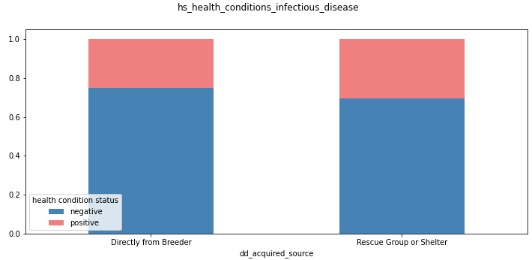 hs_health_conditions_infectious_disease
1.0
0.8
0.6
0.4
0.2
0.0
health condition status
negative
positive
Directly from Breeder
Rescue Group or Shelter
dd_acquired_source